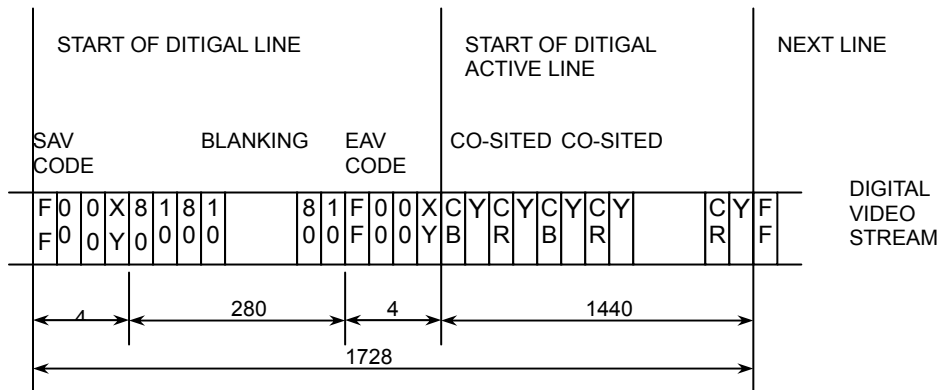 START OF DITIGAL LINE
START OF DITIGAL
ACTIVE LINE
NEXT LINE
SAV
CODE
BLANKING
EAV
CODE
CO-SITED CO-SITED
F 0 0 X 8 1 8 1 8 1 F 0 0 X C Y C Y C Y C Y C Y F
F 0 0 Y 0 0 0 0 0 0 F 0 0 Y B R B R R F
DIGITAL
VIDEO
STREAM
4
280
4
1440
1728